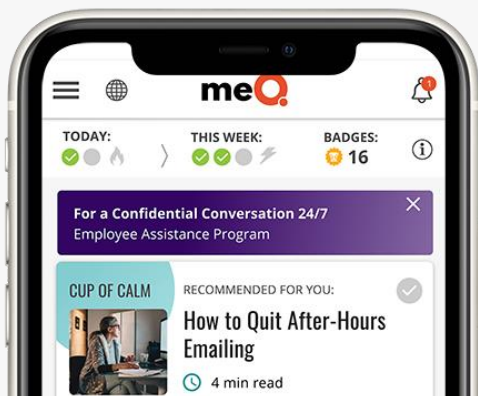 meQ
1
TODAY:
THIS WEEK:
BADGES:
16
For a Confidential Conversation 24/7
Employee Assistance Program
CUP OF CALM
RECOMMENDED FOR YOU:
How to Quit After-Hours
Emailing
4 min read